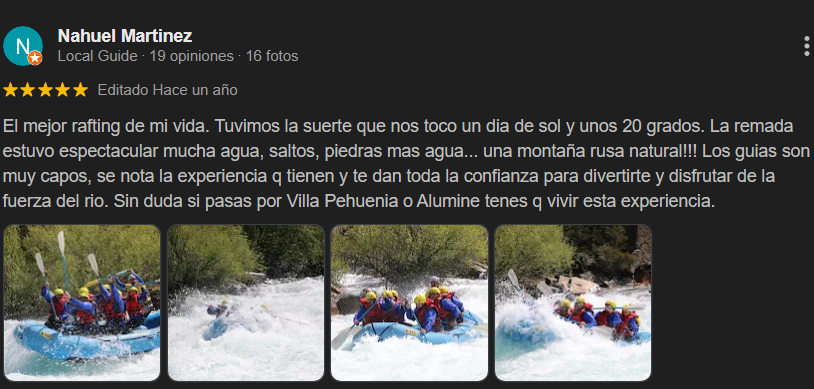 N
Nahuel Martinez
Local Guide · 19 opiniones · 16 fotos
Editado Hace un año
El mejor rafting de mi vida. Tuvimos la suerte que nos toco un dia de sol y unos 20 grados. La remada
estuvo espectacular mucha agua, saltos, piedras mas agua... una montaña rusa natural!!! Los guias son
muy capos, se nota la experiencia q tienen y te dan toda la confianza para divertirte y disfrutar de la
fuerza del rio. Sin duda si pasas por Villa Pehuenia o Alumine tenes q vivir esta experiencia.